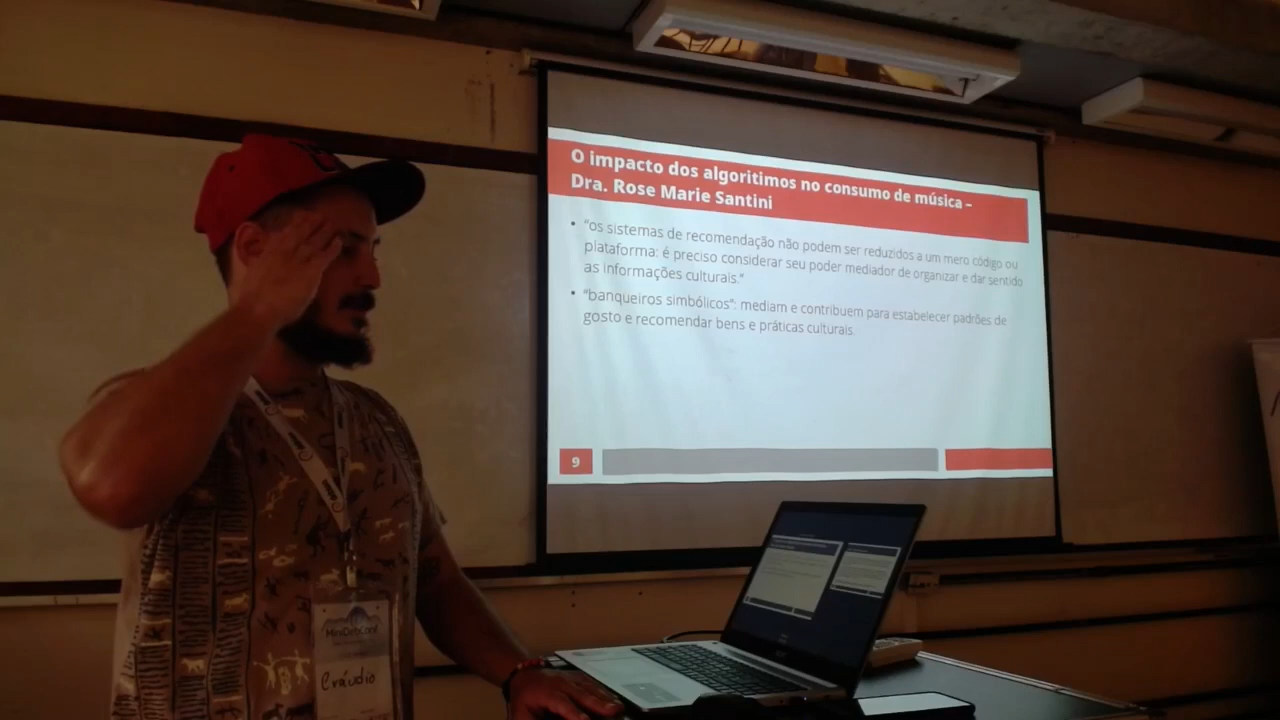 O impacto dos algoritimos no consumo de música –
Dra. Rose Marie Santini
• "os sistemas de recomendação não podem ser reduzidos a um mero código ou
plataforma: é preciso considerar seu poder mediador de organizar e dar sentido
as informações culturais."
• "banqueiros simbólicos": mediam e contribuem para estabelecer padrões de
gosto e recomendar bens e práticas culturais.
9
MiniDebConf
Cráudio